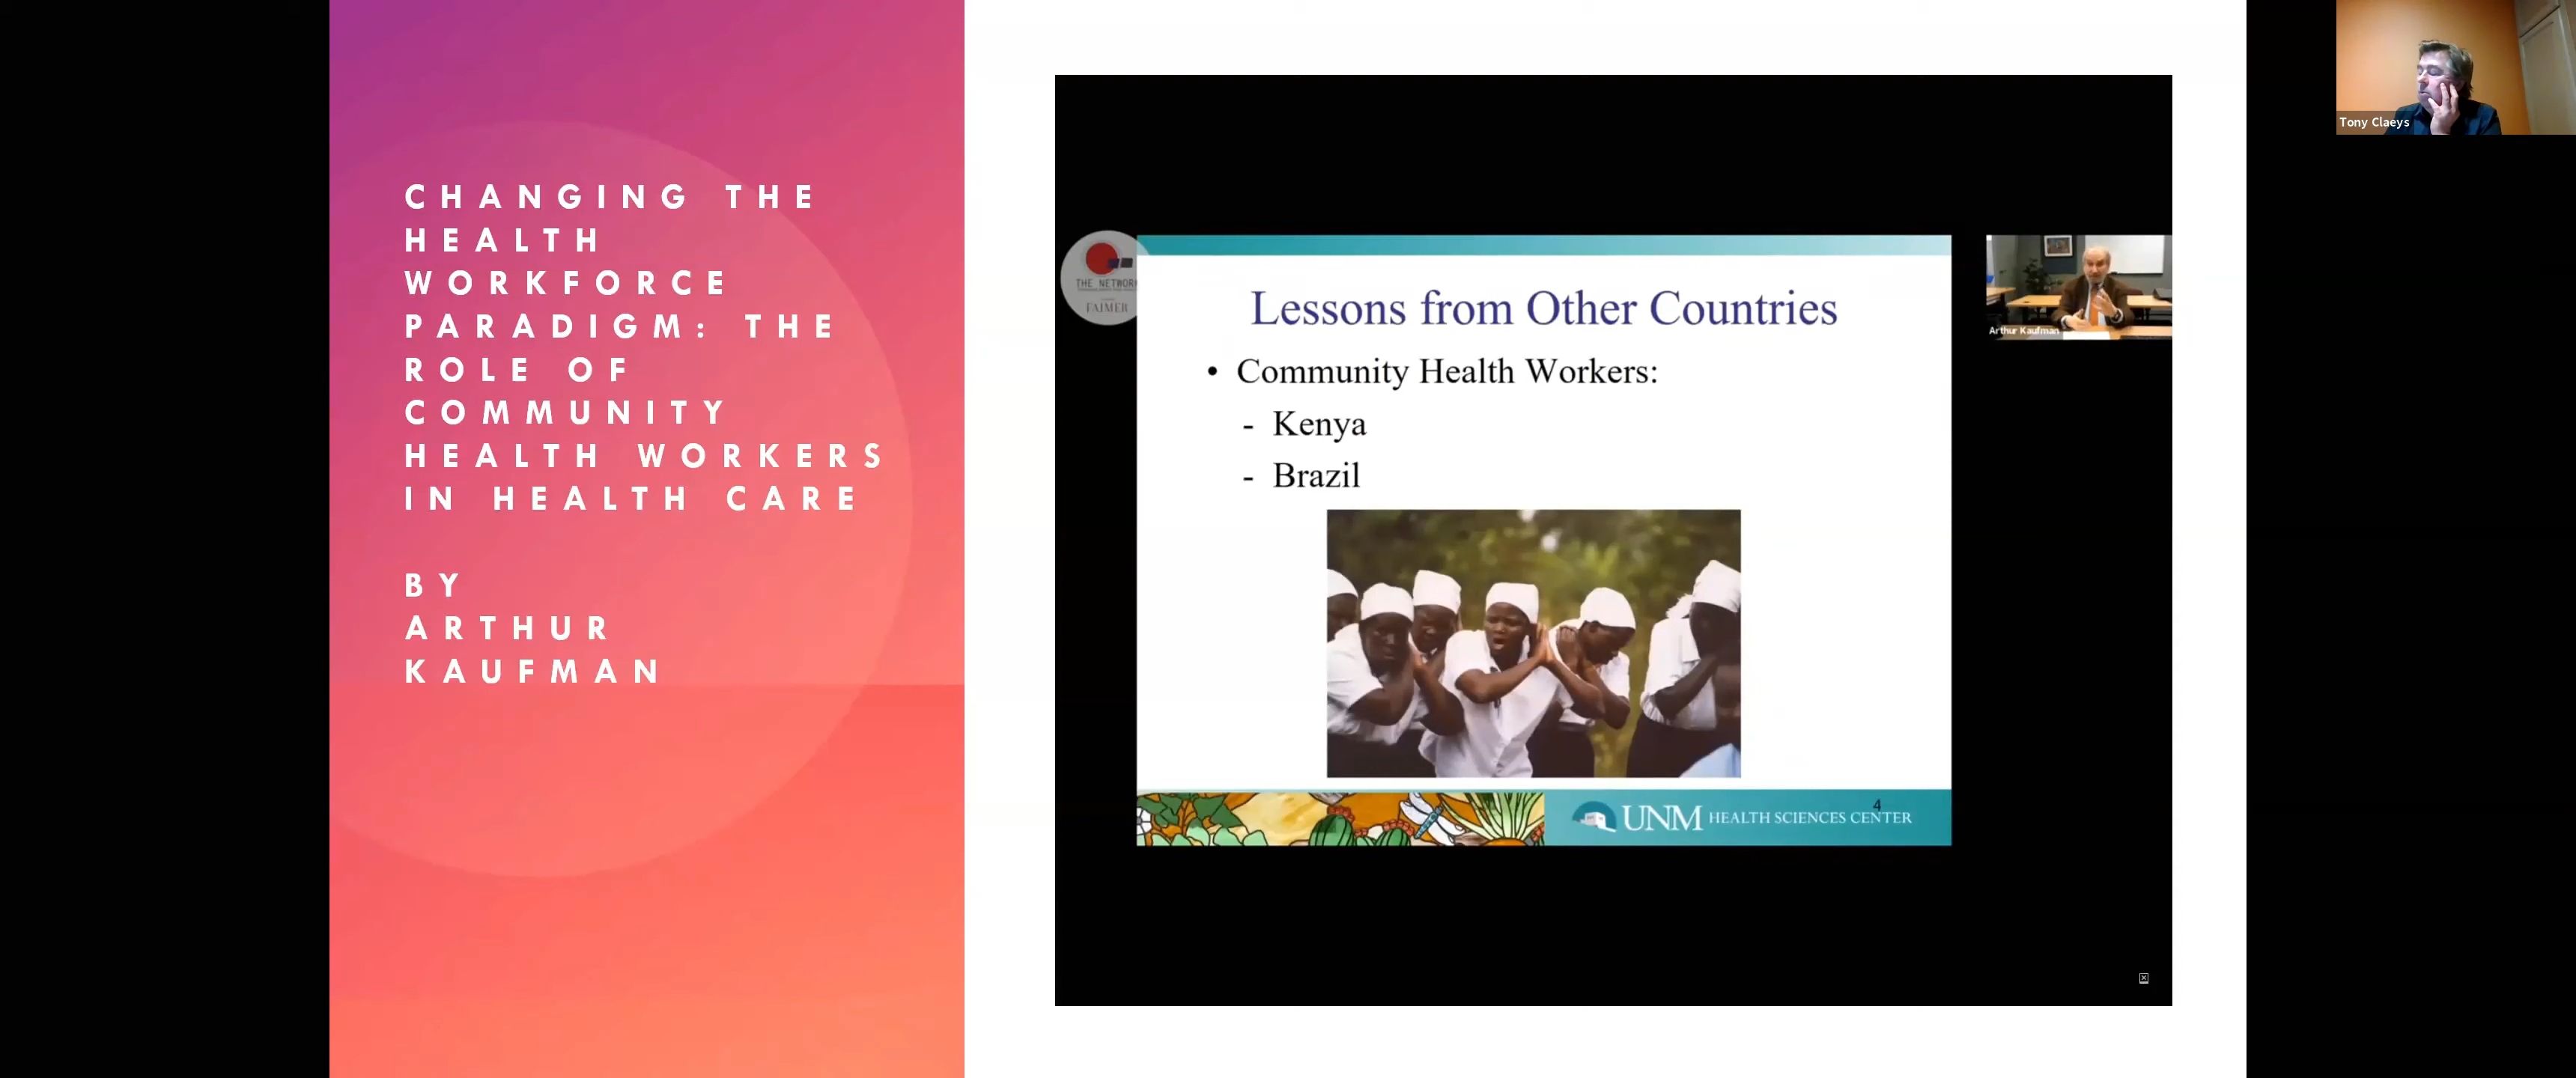 CHANGING THE
HEALTH
WORKFORCE
PARADIGM: THE
ROLE OF
COMMUNITY
HEALTH WORKERS
IN HEALTH CARE
BY
ARTHUR
KAUFMAN
THE NETWORK
FAIMER
Lessons from Other Countries
• Community Health Workers:
- Kenya
- Brazil
4
UNM HEALTH SCIENCES CENTER
Arthur Kaufman
Tony Claeys